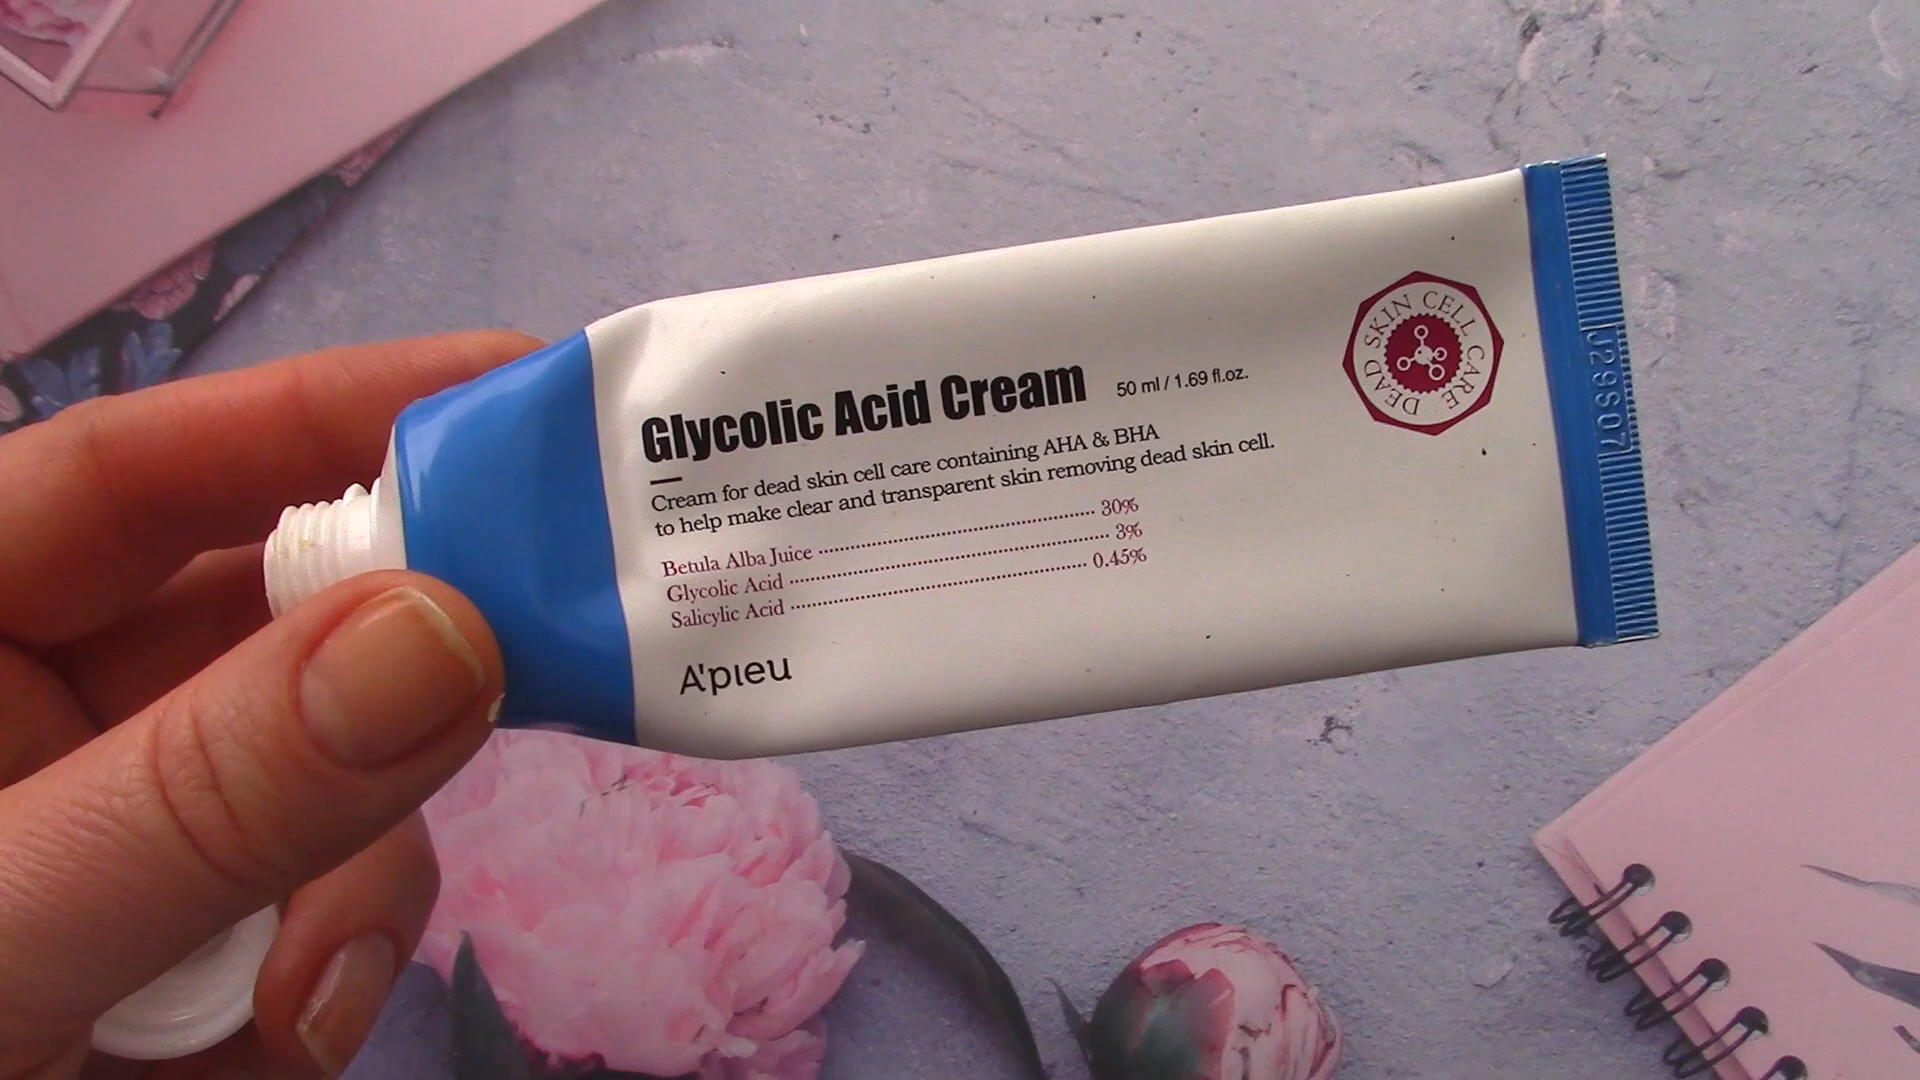 Glycolic Acid Cream 50 ml / 1.69 fl.oz.
Cream for dead skin cell care containing AHA & BHA
to help make clear and transparent skin removing dead skin cell.
Betula Alba Juice 30%
Glycolic Acid 3%
Salicylic Acid 0.45%
A'pıeu
DEAD SKIN CELL CARE
J29S07